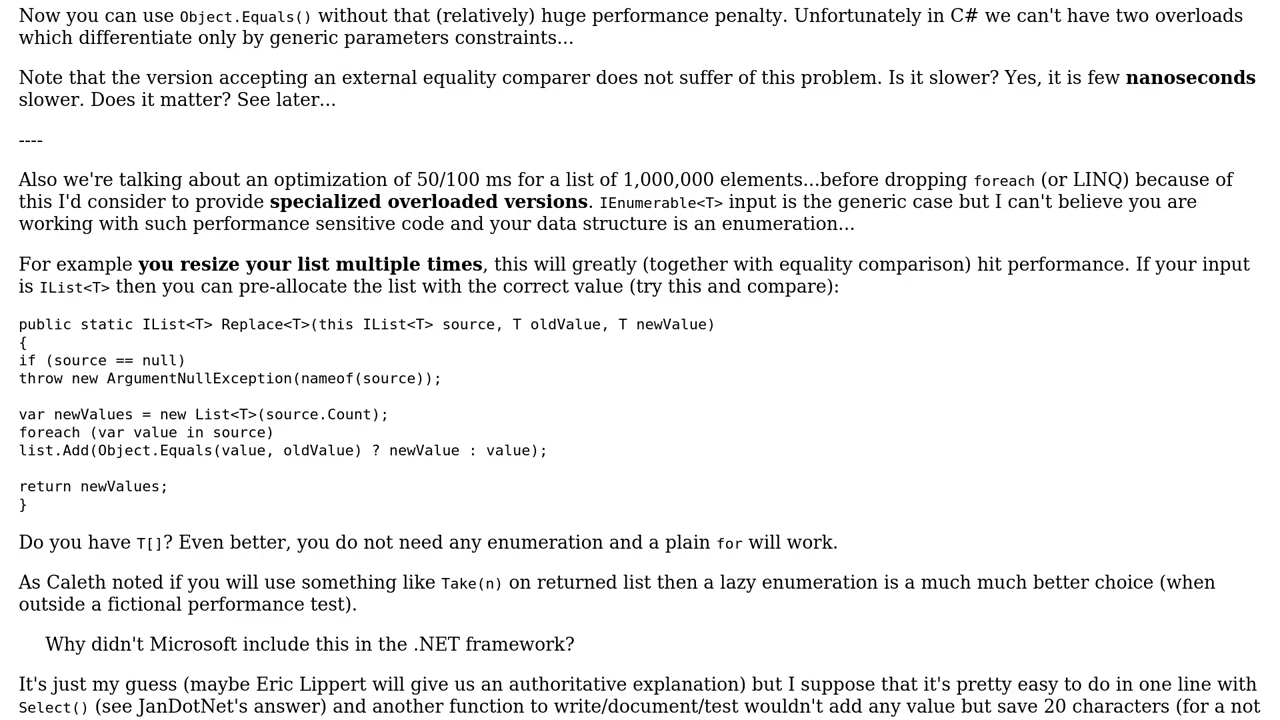 Now you can use Object.Equals() without that (relatively) huge performance penalty. Unfortunately in C# we can't have two overloads
which differentiate only by generic parameters constraints...
Note that the version accepting an external equality comparer does not suffer of this problem. Is it slower? Yes, it is few nanoseconds
slower. Does it matter? See later...
----
Also we're talking about an optimization of 50/100 ms for a list of 1,000,000 elements...before dropping foreach (or LINQ) because of
this I'd consider to provide specialized overloaded versions. IEnumerable<T> input is the generic case but I can't believe you are
working with such performance sensitive code and your data structure is an enumeration...
For example you resize your list multiple times, this will greatly (together with equality comparison) hit performance. If your input
is IList<T> then you can pre-allocate the list with the correct value (try this and compare):
public static IList<T> Replace<T>(this IList<T> source, T oldValue, T newValue)
{
if (source == null)
throw new ArgumentNullException(nameof(source));
var newValues = new List<T>(source.Count);
foreach (var value in source)
list.Add(Object.Equals(value, oldValue) ? newValue : value);
return newValues;
}
Do you have T[]? Even better, you do not need any enumeration and a plain for will work.
As Caleth noted if you will use something like Take(n) on returned list then a lazy enumeration is a much much better choice (when
outside a fictional performance test).
Why didn't Microsoft include this in the .NET framework?
It's just my guess (maybe Eric Lippert will give us an authoritative explanation) but I suppose that it's pretty easy to do in one line with
Select() (see JanDotNet's answer) and another function to write/document/test wouldn't add any value but save 20 characters (for a not